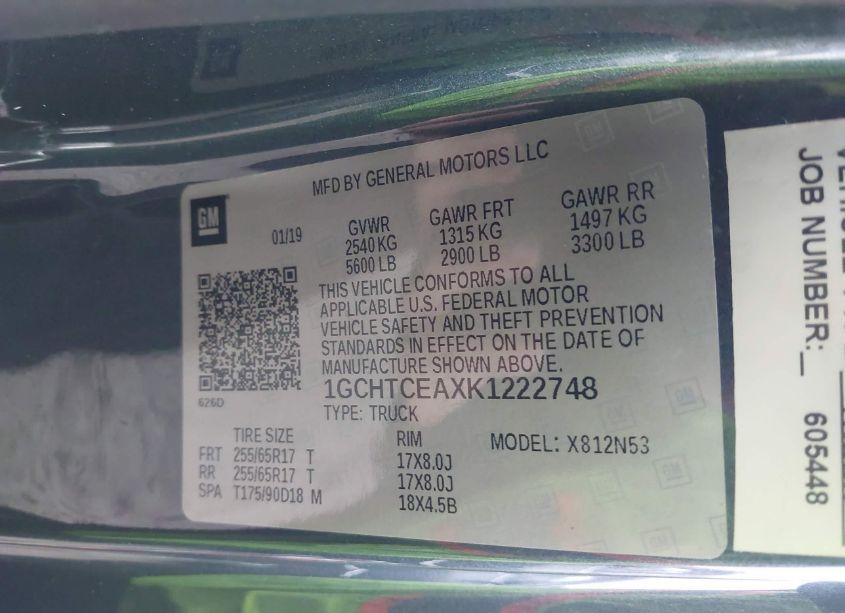 MFD BY GENERAL MOTORS LLC
GM
01/19
GVWR
2540 KG
5600 LB
GAWR FRT
1315 KG
2900 LB
GAWR RR
1497 KG
3300 LB
THIS VEHICLE CONFORMS TO ALL
APPLICABLE U.S. FEDERAL MOTOR
VEHICLE SAFETY AND THEFT PREVENTION
STANDARDS IN EFFECT ON THE DATE OF
MANUFACTURE SHOWN ABOVE.
626D
1GCHTCEAXK1222748
TYPE: TRUCK
TIRE SIZE
RIM
MODEL: X812N53
FRT 255/65R17 T 17X8.0J
RR 255/65R17 T 17X8.0J
SPA T175/90D18 M 18X4.5B
JOB NUMBER:_ 605448